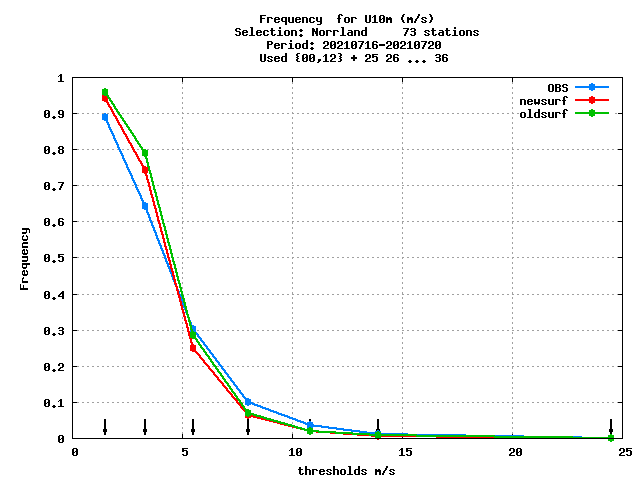 Frequency  for U10m (m/s)
Selection: Norrland     73 stations
Period: 20210716-20210720
Used {00,12} + 25 26 ... 36
OBS
newsurf
oldsurf
1
0.9
0.8
0.7
0.6
0.5
0.4
0.3
0.2
0.1
0
Frequency
0 5 10 15 20 25
thresholds m/s